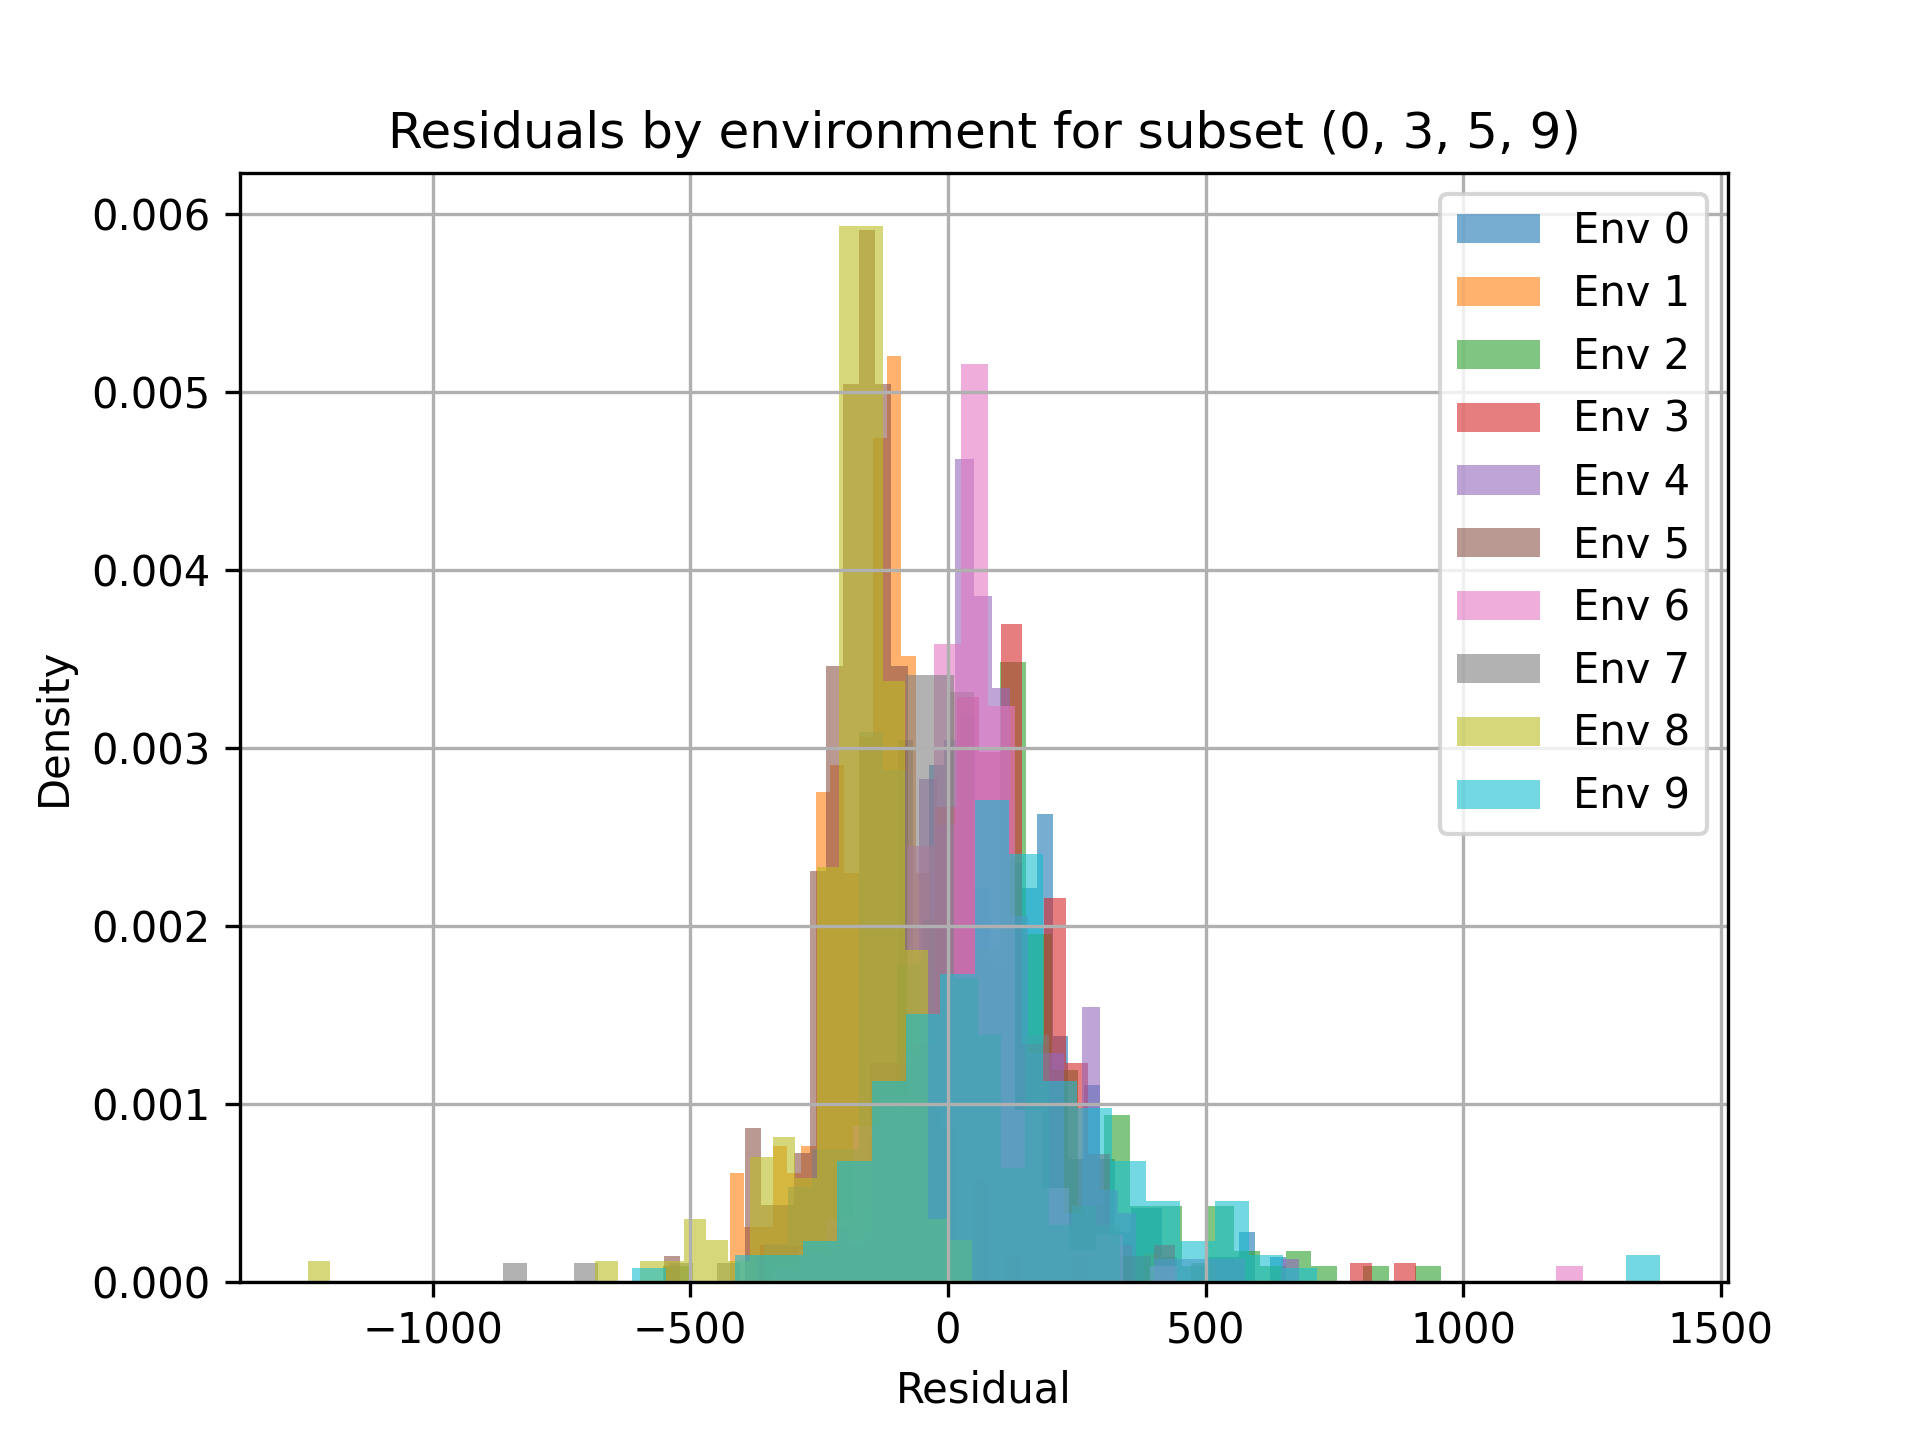 Residuals by environment for subset (0, 3, 5, 9)
0.006
0.005
0.004
0.003
0.002
0.001
0.000
Density
−1000
−500
0
500
1000
1500
Residual
Env 0
Env 1
Env 2
Env 3
Env 4
Env 5
Env 6
Env 7
Env 8
Env 9